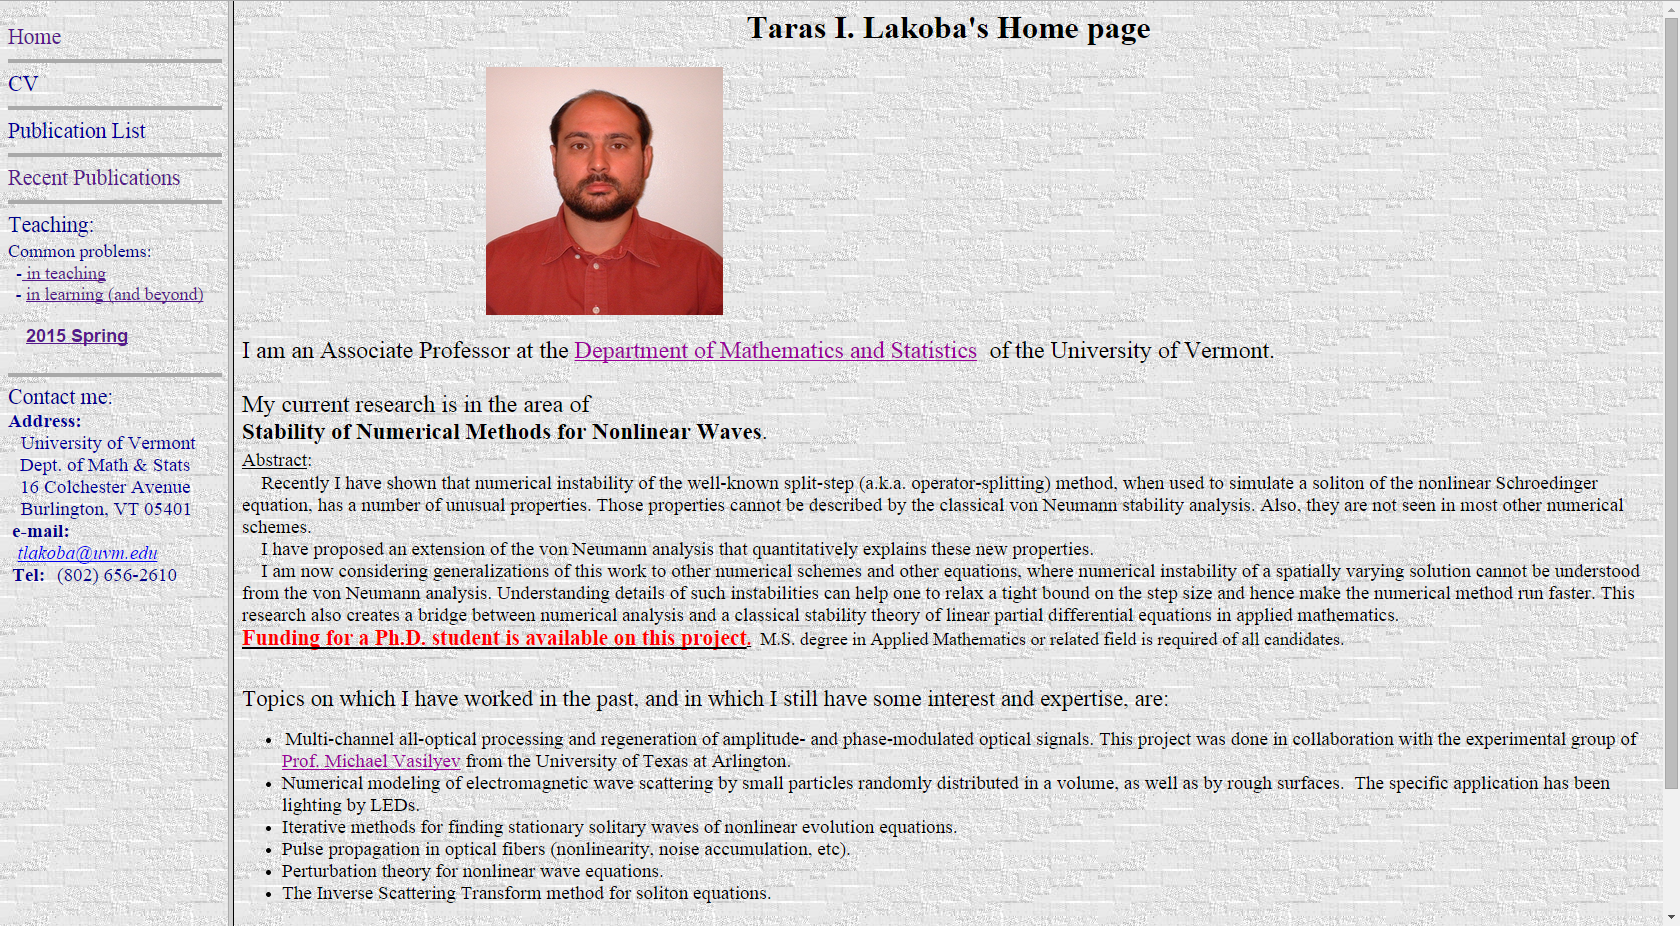 Home
CV
Publication List
Recent Publications
Teaching:
Common problems:
- in teaching
- in learning (and beyond)
2015 Spring
Contact me:
Address:
University of Vermont
Dept. of Math & Stats
16 Colchester Avenue
Burlington, VT 05401
e-mail:
tlakoba@uvm.edu
Tel: (802) 656-2610
Taras I. Lakoba's Home page
I am an Associate Professor at the Department of Mathematics and Statistics of the University of Vermont.
My current research is in the area of
Stability of Numerical Methods for Nonlinear Waves.
Abstract:
Recently I have shown that numerical instability of the well-known split-step (a.k.a. operator-splitting) method, when used to simulate a soliton of the nonlinear Schroedinger
equation, has a number of unusual properties. Those properties cannot be described by the classical von Neumann stability analysis. Also, they are not seen in most other numerical
schemes.
I have proposed an extension of the von Neumann analysis that quantitatively explains these new properties.
I am now considering generalizations of this work to other numerical schemes and other equations, where numerical instability of a spatially varying solution cannot be understood
from the von Neumann analysis. Understanding details of such instabilities can help one to relax a tight bound on the step size and hence make the numerical method run faster. This
research also creates a bridge between numerical analysis and a classical stability theory of linear partial differential equations in applied mathematics.
Funding for a Ph.D. student is available on this project. M.S. degree in Applied Mathematics or related field is required of all candidates.
Topics on which I have worked in the past, and in which I still have some interest and expertise, are:
• Multi-channel all-optical processing and regeneration of amplitude- and phase-modulated optical signals. This project was done in collaboration with the experimental group of
Prof. Michael Vasilyev from the University of Texas at Arlington.
• Numerical modeling of electromagnetic wave scattering by small particles randomly distributed in a volume, as well as by rough surfaces. The specific application has been
lighting by LEDs.
• Iterative methods for finding stationary solitary waves of nonlinear evolution equations.
• Pulse propagation in optical fibers (nonlinearity, noise accumulation, etc).
• Perturbation theory for nonlinear wave equations.
• The Inverse Scattering Transform method for soliton equations.